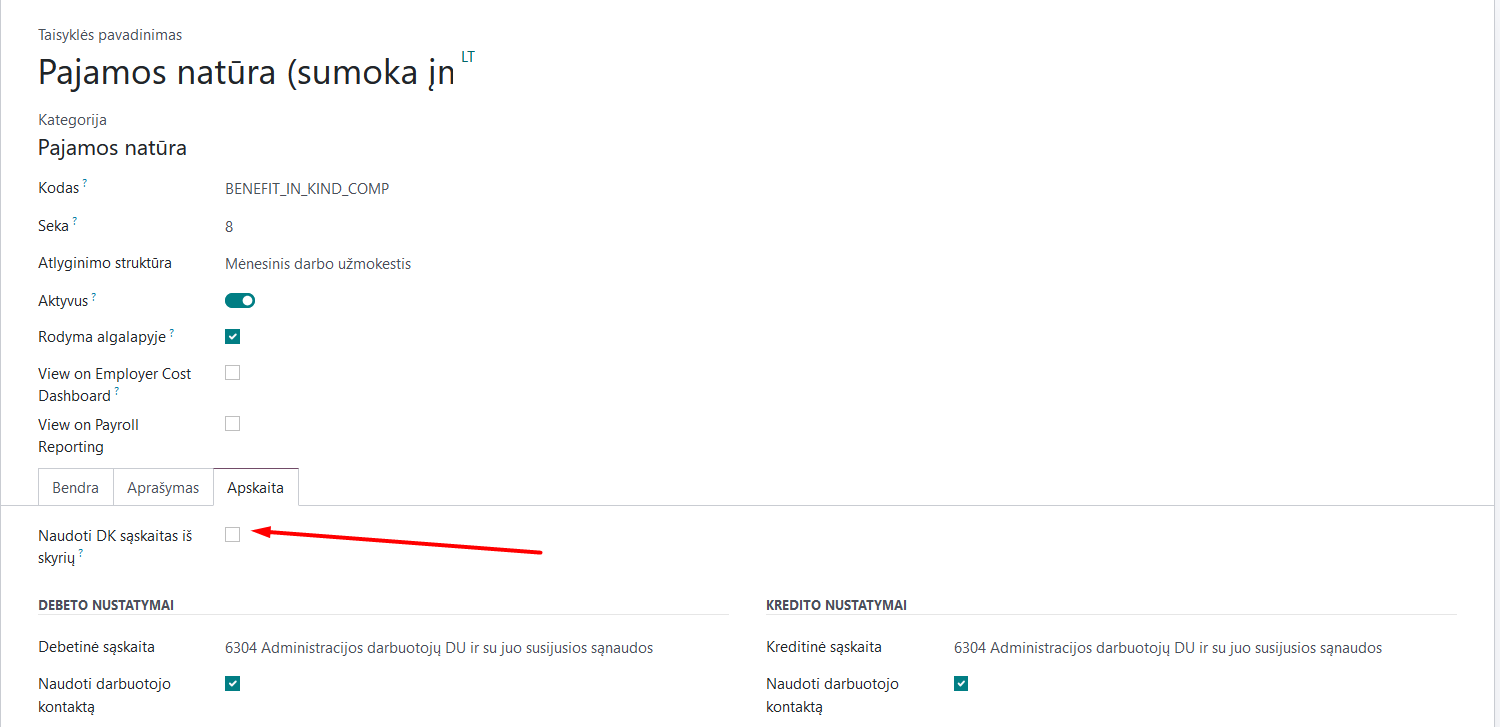 Taisyklės pavadinimas
Pajamos natūra (sumoka įn LT
Kategorija
Pajamos natūra
Kodas ? BENEFIT_IN_KIND_COMP
Seka ? 8
Atlyginimo struktūra Mėnesinis darbo užmokestis
Aktyvus ?
Rodyma algalapyje ?
View on Employer Cost
Dashboard ?
View on Payroll
Reporting
Bendra Aprašymas Apskaita
Naudoti DK sąskaitas iš
skyrių ?
DEBETO NUSTATYMAI
Debetinė sąskaita 6304 Administracijos darbuotojų DU ir su juo susijusios sąnaudos
Naudoti darbuotojo
kontaktą
KREDITO NUSTATYMAI
Kreditinė sąskaita 6304 Administracijos darbuotojų DU ir su juo susijusios sąnaudos
Naudoti darbuotojo
kontaktą